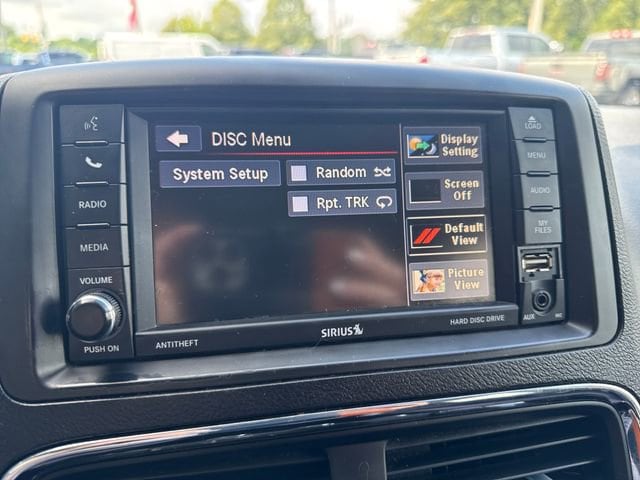 DISC Menu
System Setup
Random
Rpt. TRK
Display
Setting
Screen
Off
Default
View
Picture
View
RADIO
MEDIA
VOLUME
PUSH ON
LOAD
MENU
AUDIO
MY
FILES
AUX
ANTITHEFT
SIRIUS
HARD DISC DRIVE